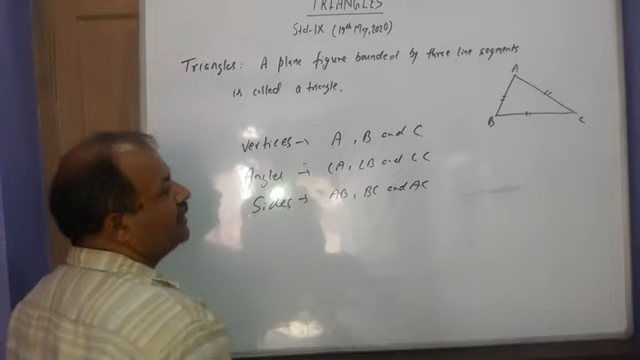 TRIANGLES
Std-IX (19th May, 2020)
Triangles: A plane figure bounded by three line segments
is called a triangle.
A
B
C
Vertices → A, B and C
Angles → ∠A, ∠B and ∠C
Sides → AB, BC and AC